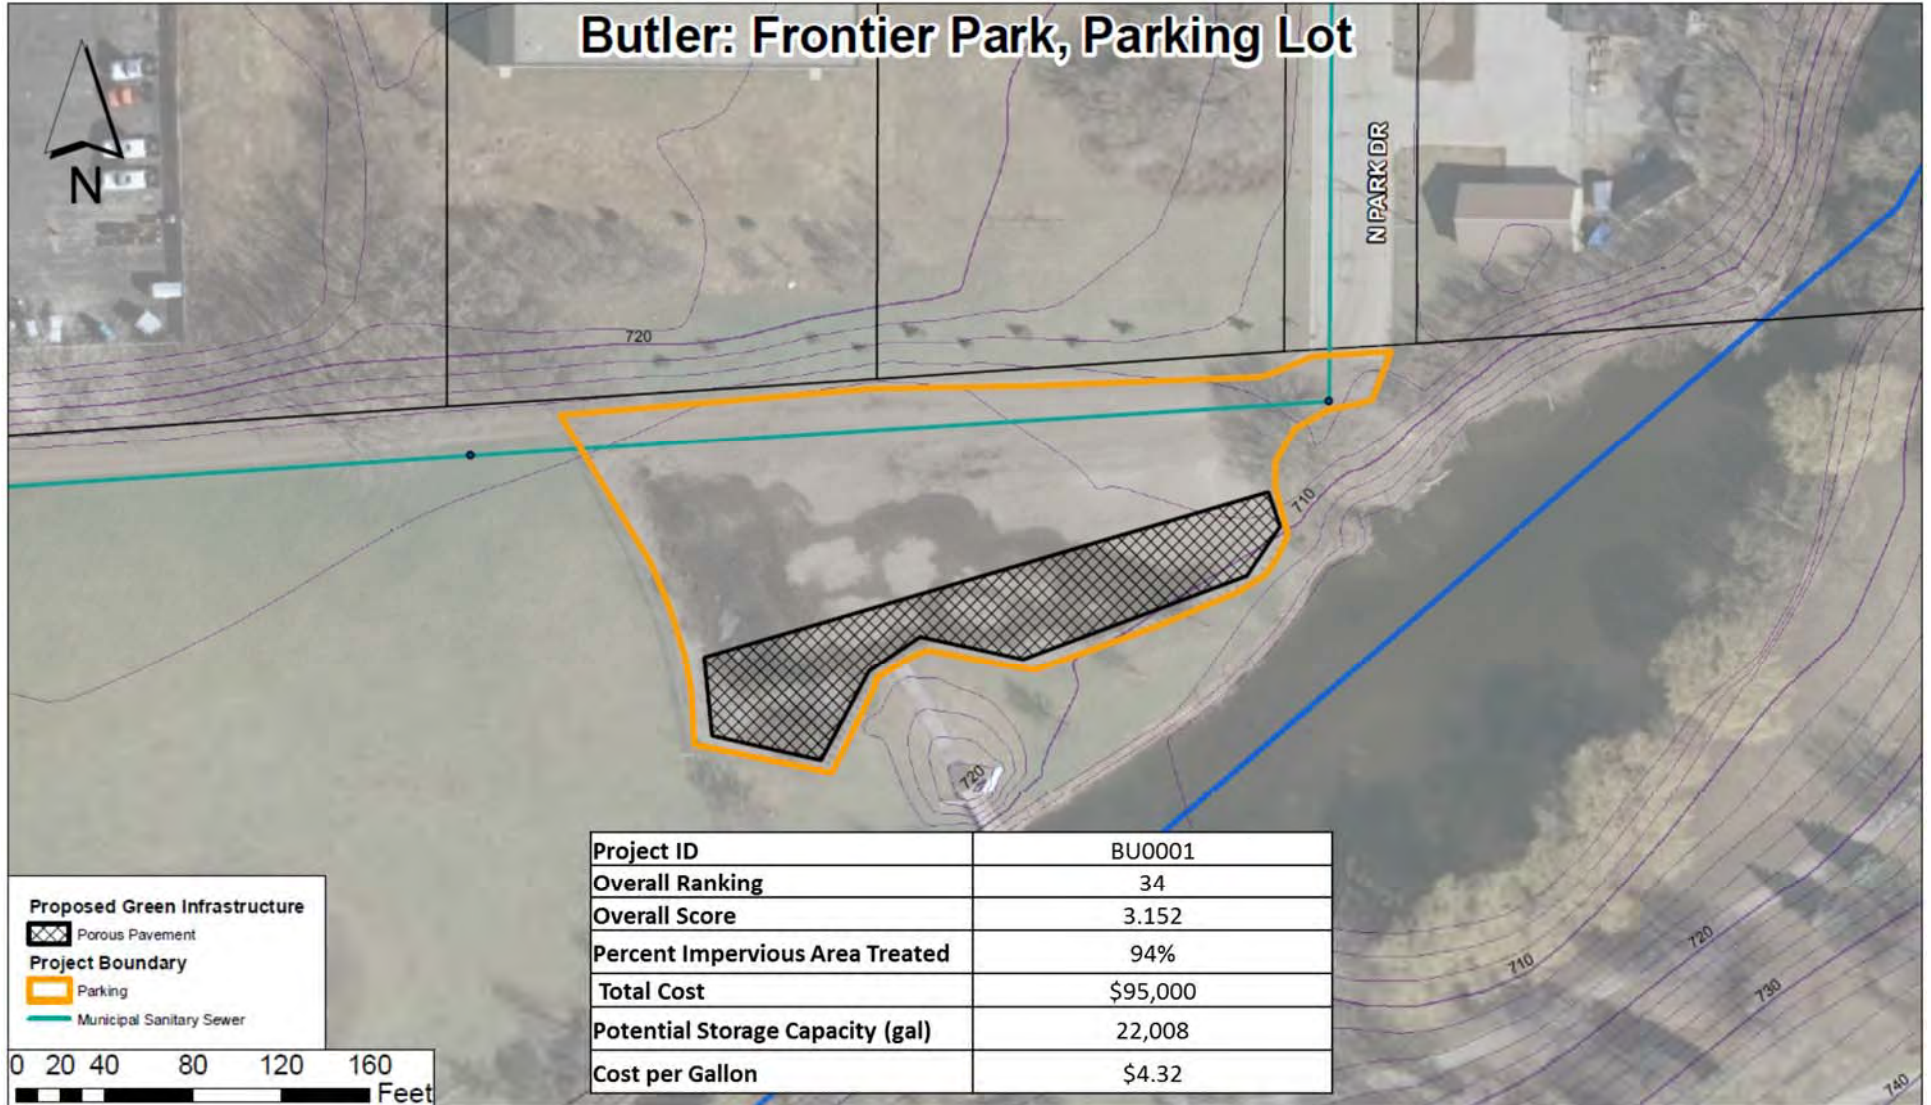 Butler: Frontier Park, Parking Lot
N
N PARK DR
720
710
720
720
710
730
740
Project ID BU0001
Overall Ranking 34
Overall Score 3.152
Percent Impervious Area Treated 94%
Total Cost $95,000
Potential Storage Capacity (gal) 22,008
Cost per Gallon $4.32
Proposed Green Infrastructure
Porous Pavement
Project Boundary
Parking
Municipal Sanitary Sewer
0 20 40 80 120 160
Feet